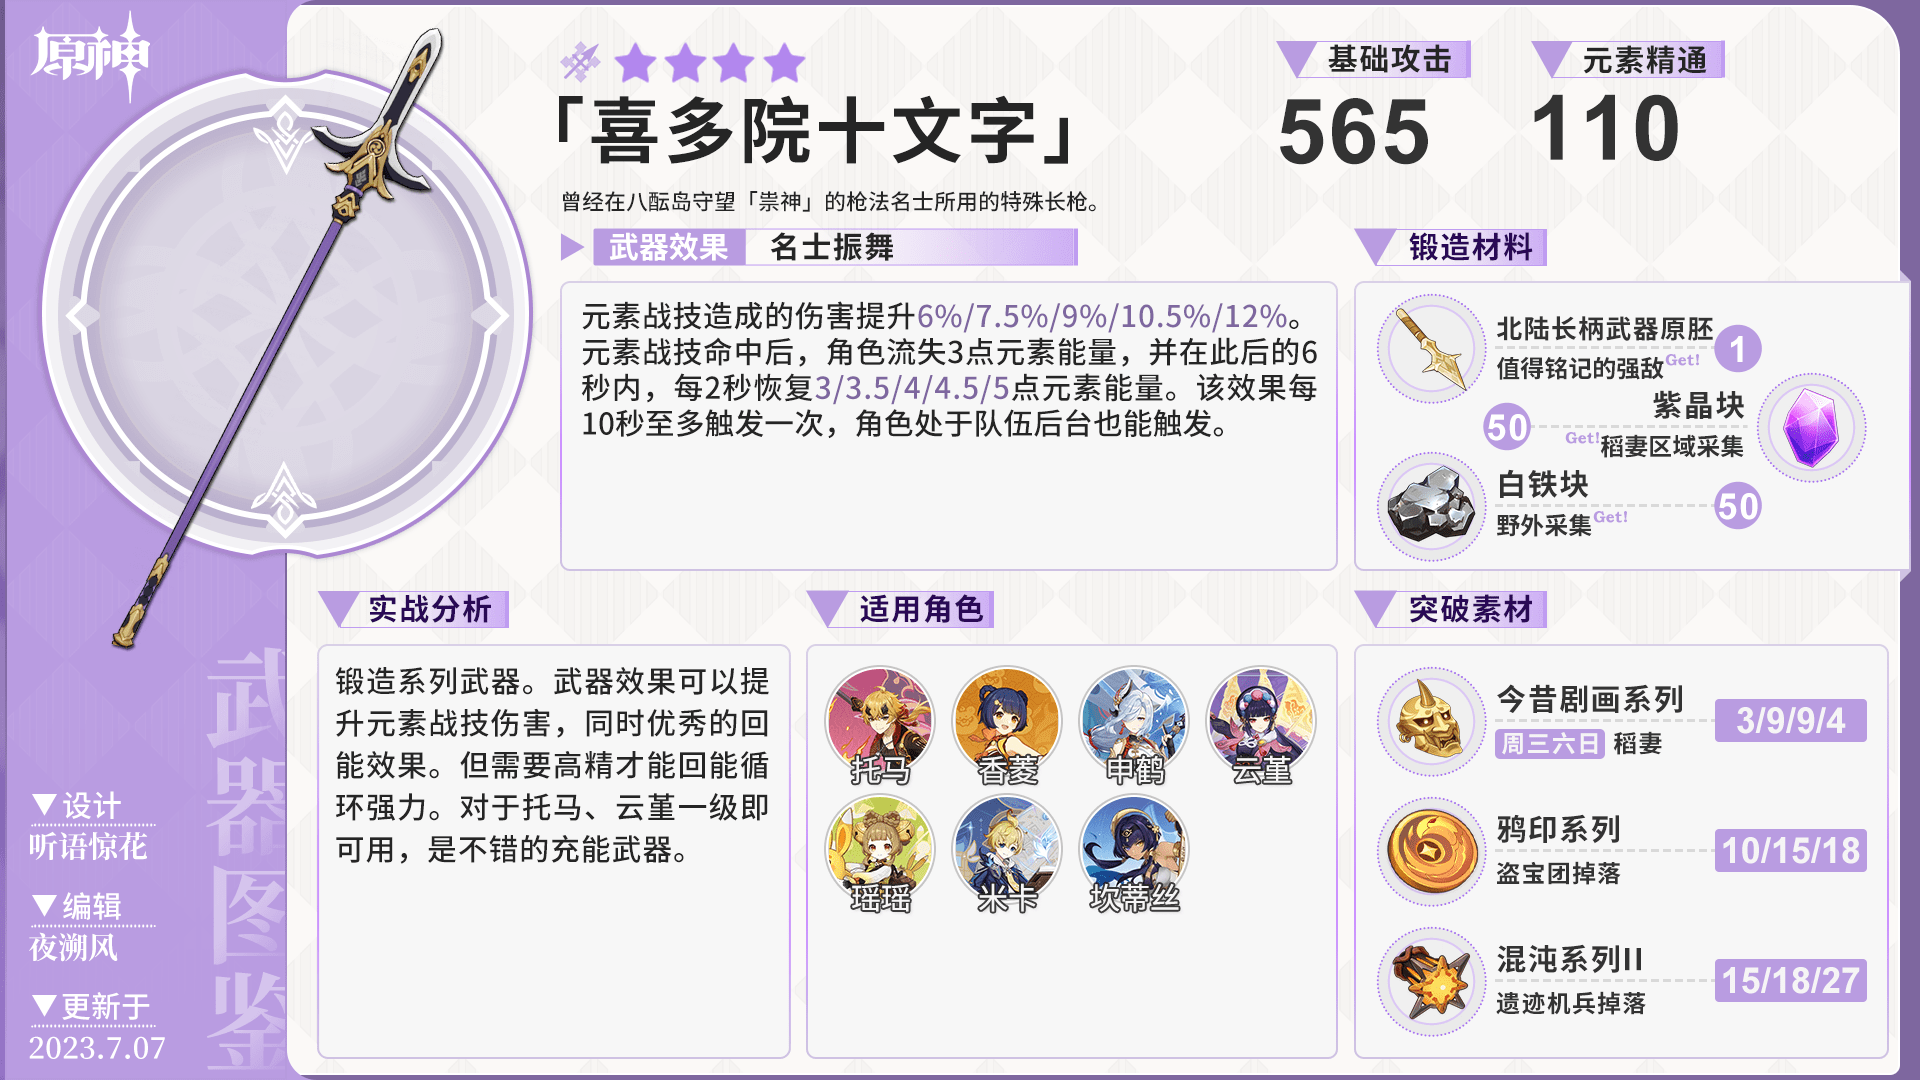 原神
「喜多院十文字」
曾经在八酝岛守望「祟神」的枪法名士所用的特殊长枪。
基础攻击
565
元素精通
110
武器效果
名士振舞
元素战技造成的伤害提升6%/7.5%/9%/10.5%/12%。
元素战技命中后，角色流失3点元素能量，并在此后的6
秒内，每2秒恢复3/3.5/4/4.5/5点元素能量。该效果每
10秒至多触发一次，角色处于队伍后台也能触发。
锻造材料
北陆长柄武器原胚
值得铭记的强敌Get!
1
紫晶块
50
Get!稻妻区域采集
白铁块
野外采集Get!
50
实战分析
锻造系列武器。武器效果可以提
升元素战技伤害，同时优秀的回
能效果。但需要高精才能回能循
环强力。对于托马、云堇一级即
可用，是不错的充能武器。
适用角色
托马
香菱
申鹤
云堇
瑶瑶
米卡
坎蒂丝
突破素材
今昔剧画系列
周三六日 稻妻
3/9/9/4
鸦印系列
盗宝团掉落
10/15/18
混沌系列II
遗迹机兵掉落
15/18/27
武器图鉴
▼设计
听语惊花
▼编辑
夜溯风
▼更新于
2023.7.07